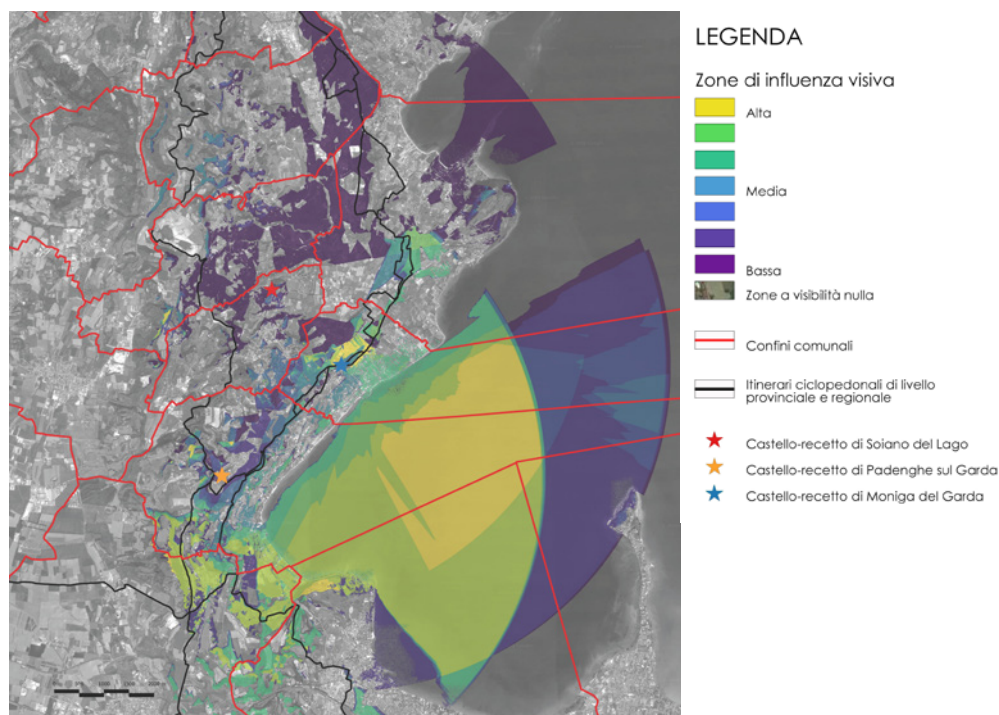 LEGENDA
Zone di influenza visiva
Alta
Media
Bassa
Zone a visibilità nulla
Confini comunali
Itinerari ciclopedonali di livello
provinciale e regionale
Castello-recetto di Soiano del Lago
Castello-recetto di Padenghe sul Garda
Castello-recetto di Moniga del Garda